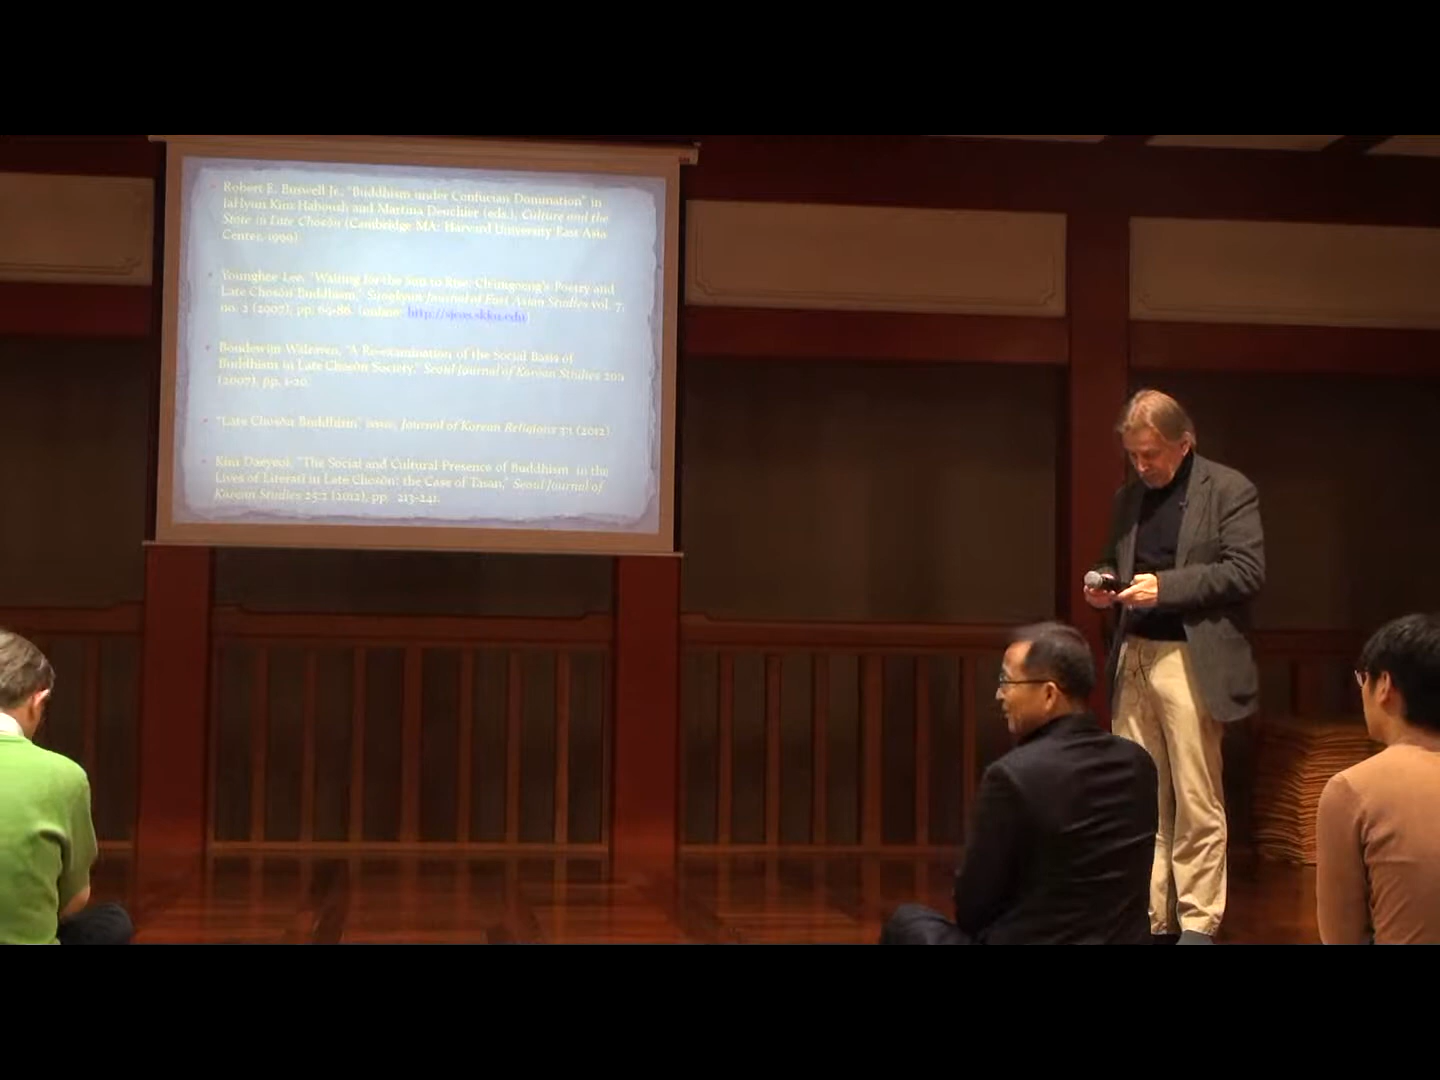 Robert E. Buswell Jr., "Buddhism under Confucian Domination" in
JaHyun Kim Haboush and Martina Deuchler (eds.), Culture and the
State in Late Chosŏn (Cambridge MA: Harvard University East Asia
Center, 1999)
Younghee Lee, "Waiting for the Sun to Rise: Ch'ungŏng's Poetry and
Late Chosŏn Buddhism," Sungkyun Journal of East Asian Studies vol. 7,
no. 2 (2007), pp. 69-86. (online: http://sjeas.skku.edu)
Boudewijn Walraven, "A Re-examination of the Social Basis of
Buddhism in Late Chosŏn Society," Seoul Journal of Korean Studies 20:1
(2007), pp. 1-20.
"Late Chosŏn Buddhism" issue, Journal of Korean Religions 3:1 (2012)
Kim Daeyeol, "The Social and Cultural Presence of Buddhism in the
Lives of Literati in Late Chosŏn: the Case of Tasan," Seoul Journal of
Korean Studies 25:2 (2012), pp. 213-241.